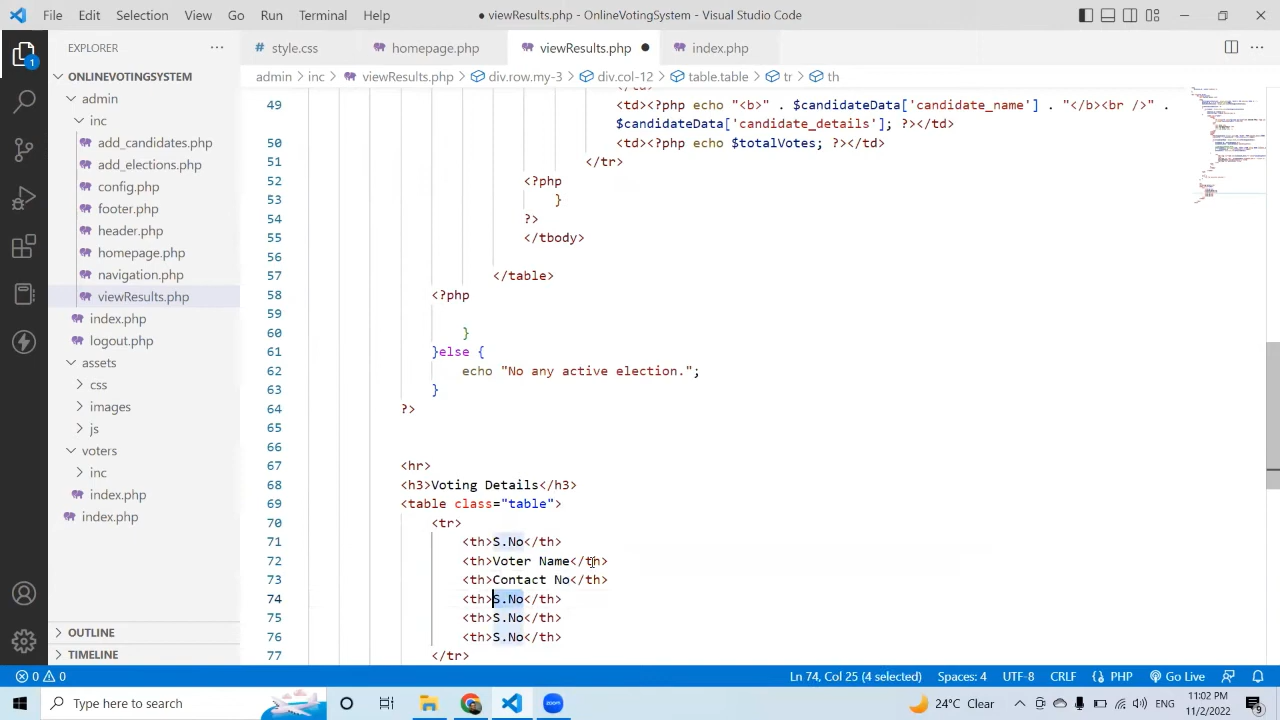 File Edit Selection View Go Run Terminal Help
● viewResults.php - OnlineVotingSystem - Visual Studio Code
EXPLORER
# style.css homepage.php viewResults.php ● index.php
ONLINEVOTINGSYSTEM
admin > inc > viewResults.php > div.row.my-3 > div.col-12 > table.table > tr > th
admin
inc
add_candidates.php
add_elections.php
config.php
footer.php
header.php
homepage.php
navigation.php
viewResults.php
index.php
logout.php
assets
css
images
js
voters
inc
index.php
index.php
OUTLINE
TIMELINE
</td>
49 <td><?php echo "<b>" . $candidateData['candidate_name'] . "</b><br />" .
$candidateData['candidate_details']; ?></td>
50 <td><?php echo $totalVotes; ?></td>
51 </tr>
52 <?php
53 }
54 ?>
55 </tbody>
56
57 </table>
58 <?php
59
60 }
61 }else {
62 echo "No any active election.";
63 }
64 ?>
65
66
67 <hr>
68 <h3>Voting Details</h3>
69 <table class="table">
70 <tr>
71 <th>S.No</th>
72 <th>Voter Name</th>
73 <th>Contact No</th>
74 <th>S.No</th>
75 <th>S.No</th>
76 <th>S.No</th>
77 </tr>
0 0 Ln 74, Col 25 (4 selected) Spaces: 4 UTF-8 CRLF PHP Go Live
Type here to search
24°C Clear
11:02 PM
11/2/2022
9
1